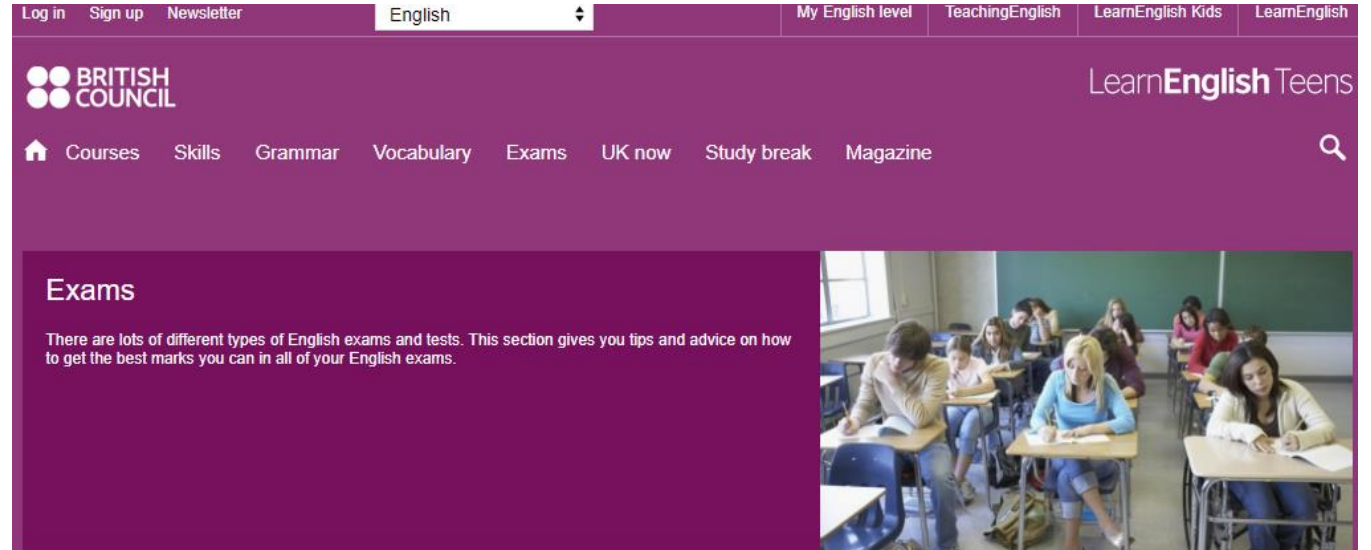 Log in Sign up Newsletter English My English level TeachingEnglish LearnEnglish Kids LearnEnglish
BRITISH
COUNCIL
LearnEnglish Teens
Courses Skills Grammar Vocabulary Exams UK now Study break Magazine
Exams
There are lots of different types of English exams and tests. This section gives you tips and advice on how
to get the best marks you can in all of your English exams.